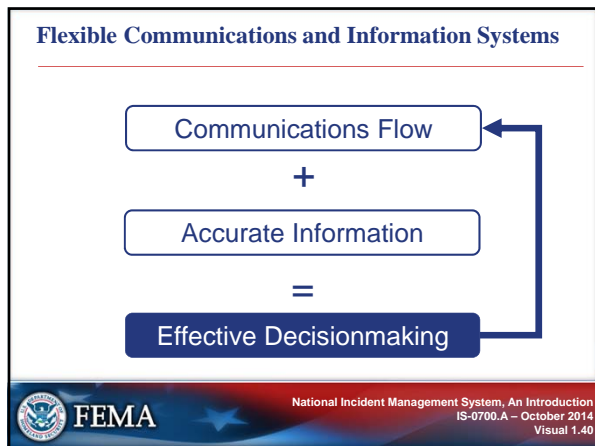 Flexible Communications and Information Systems
Communications Flow
+
Accurate Information
=
Effective Decisionmaking
FEMA
National Incident Management System, An Introduction
IS-0700.A – October 2014
Visual 1.40